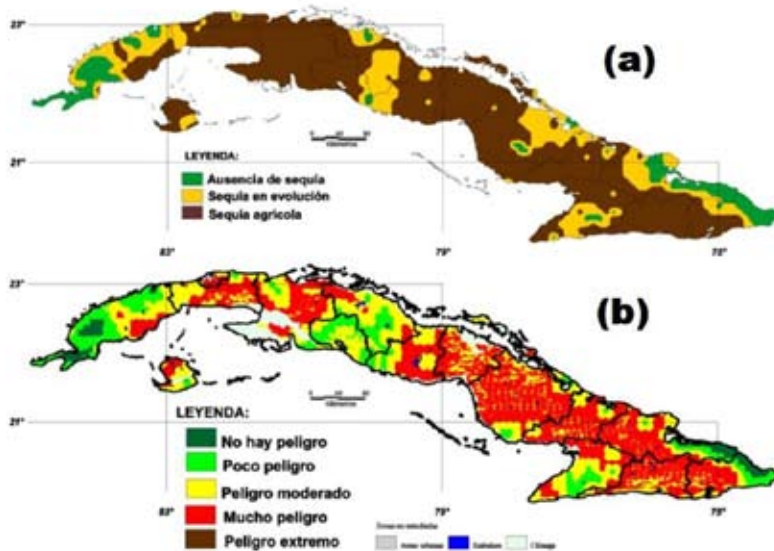 23°
(a)
21°
LEYENDA:
Ausencia de sequía
Sequía en evolución
Sequía agrícola
83°
79°
75°
23°
(b)
21°
LEYENDA:
No hay peligro
Poco peligro
Peligro moderado
Mucho peligro
Peligro extremo
83°
79°
75°